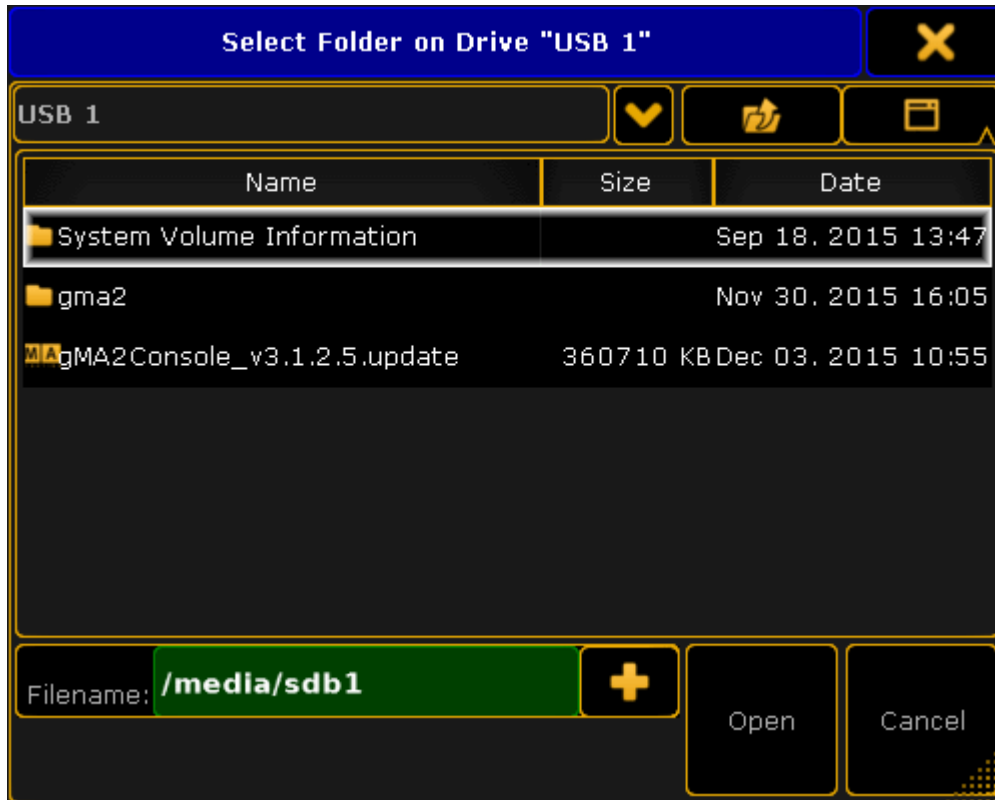 Select Folder on Drive "USB 1"
USB 1
Name Size Date
System Volume Information Sep 18. 2015 13:47
gma2 Nov 30. 2015 16:05
MA gMA2Console_v3.1.2.5.update 360710 KB Dec 03. 2015 10:55
Filename: /media/sdb1
Open Cancel